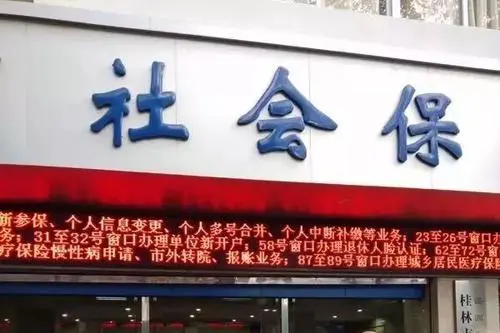 社会保
新参保、个人信息变更、个人多号合并、个人中断补缴等业务；23至26号窗口
务；31至32号窗口办理单位新开户；58号窗口办理退休人脸认证；62至72号窗
疗保险慢性病申请、市外转院、报账业务；87至89号窗口办理城乡居民医疗保
桂林市